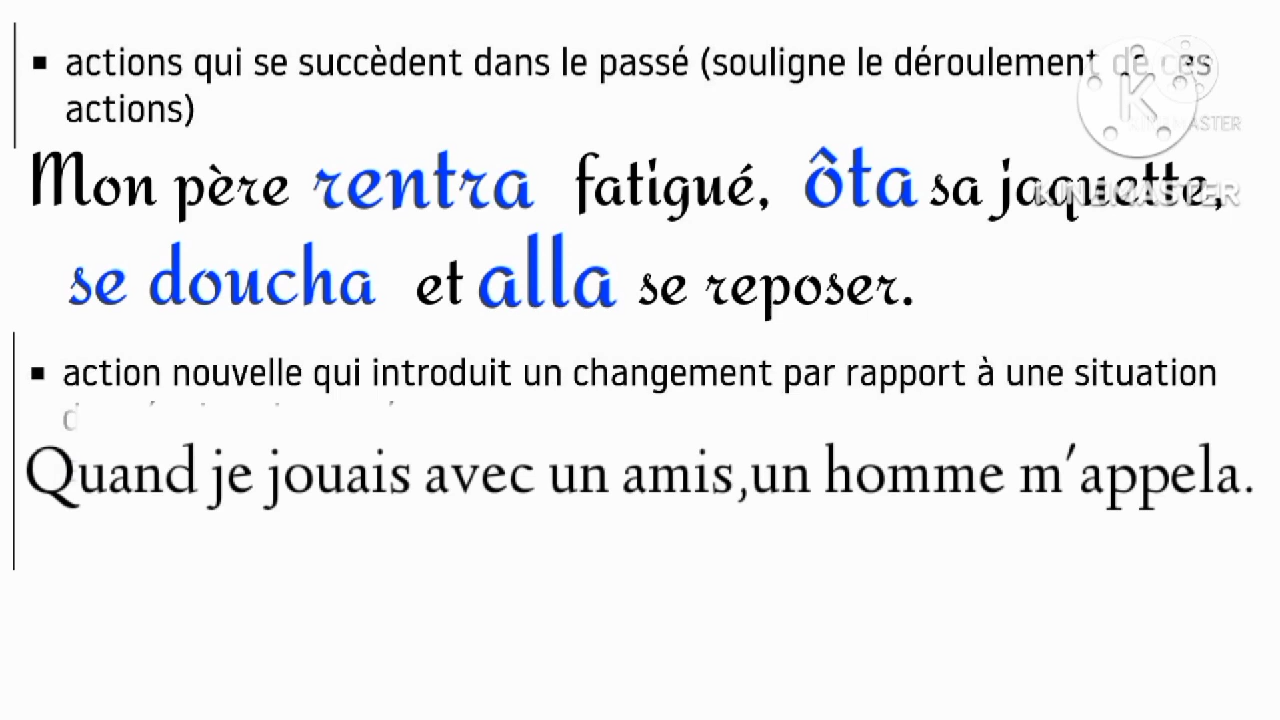 ▪ actions qui se succèdent dans le passé (souligne le déroulement de ces
actions)
Mon père rentra fatigué, ôta sa jaquette,
se doucha et alla se reposer.
▪ action nouvelle qui introduit un changement par rapport à une situation
Quand je jouais avec un amis,un homme m'appela.
KINEMASTER